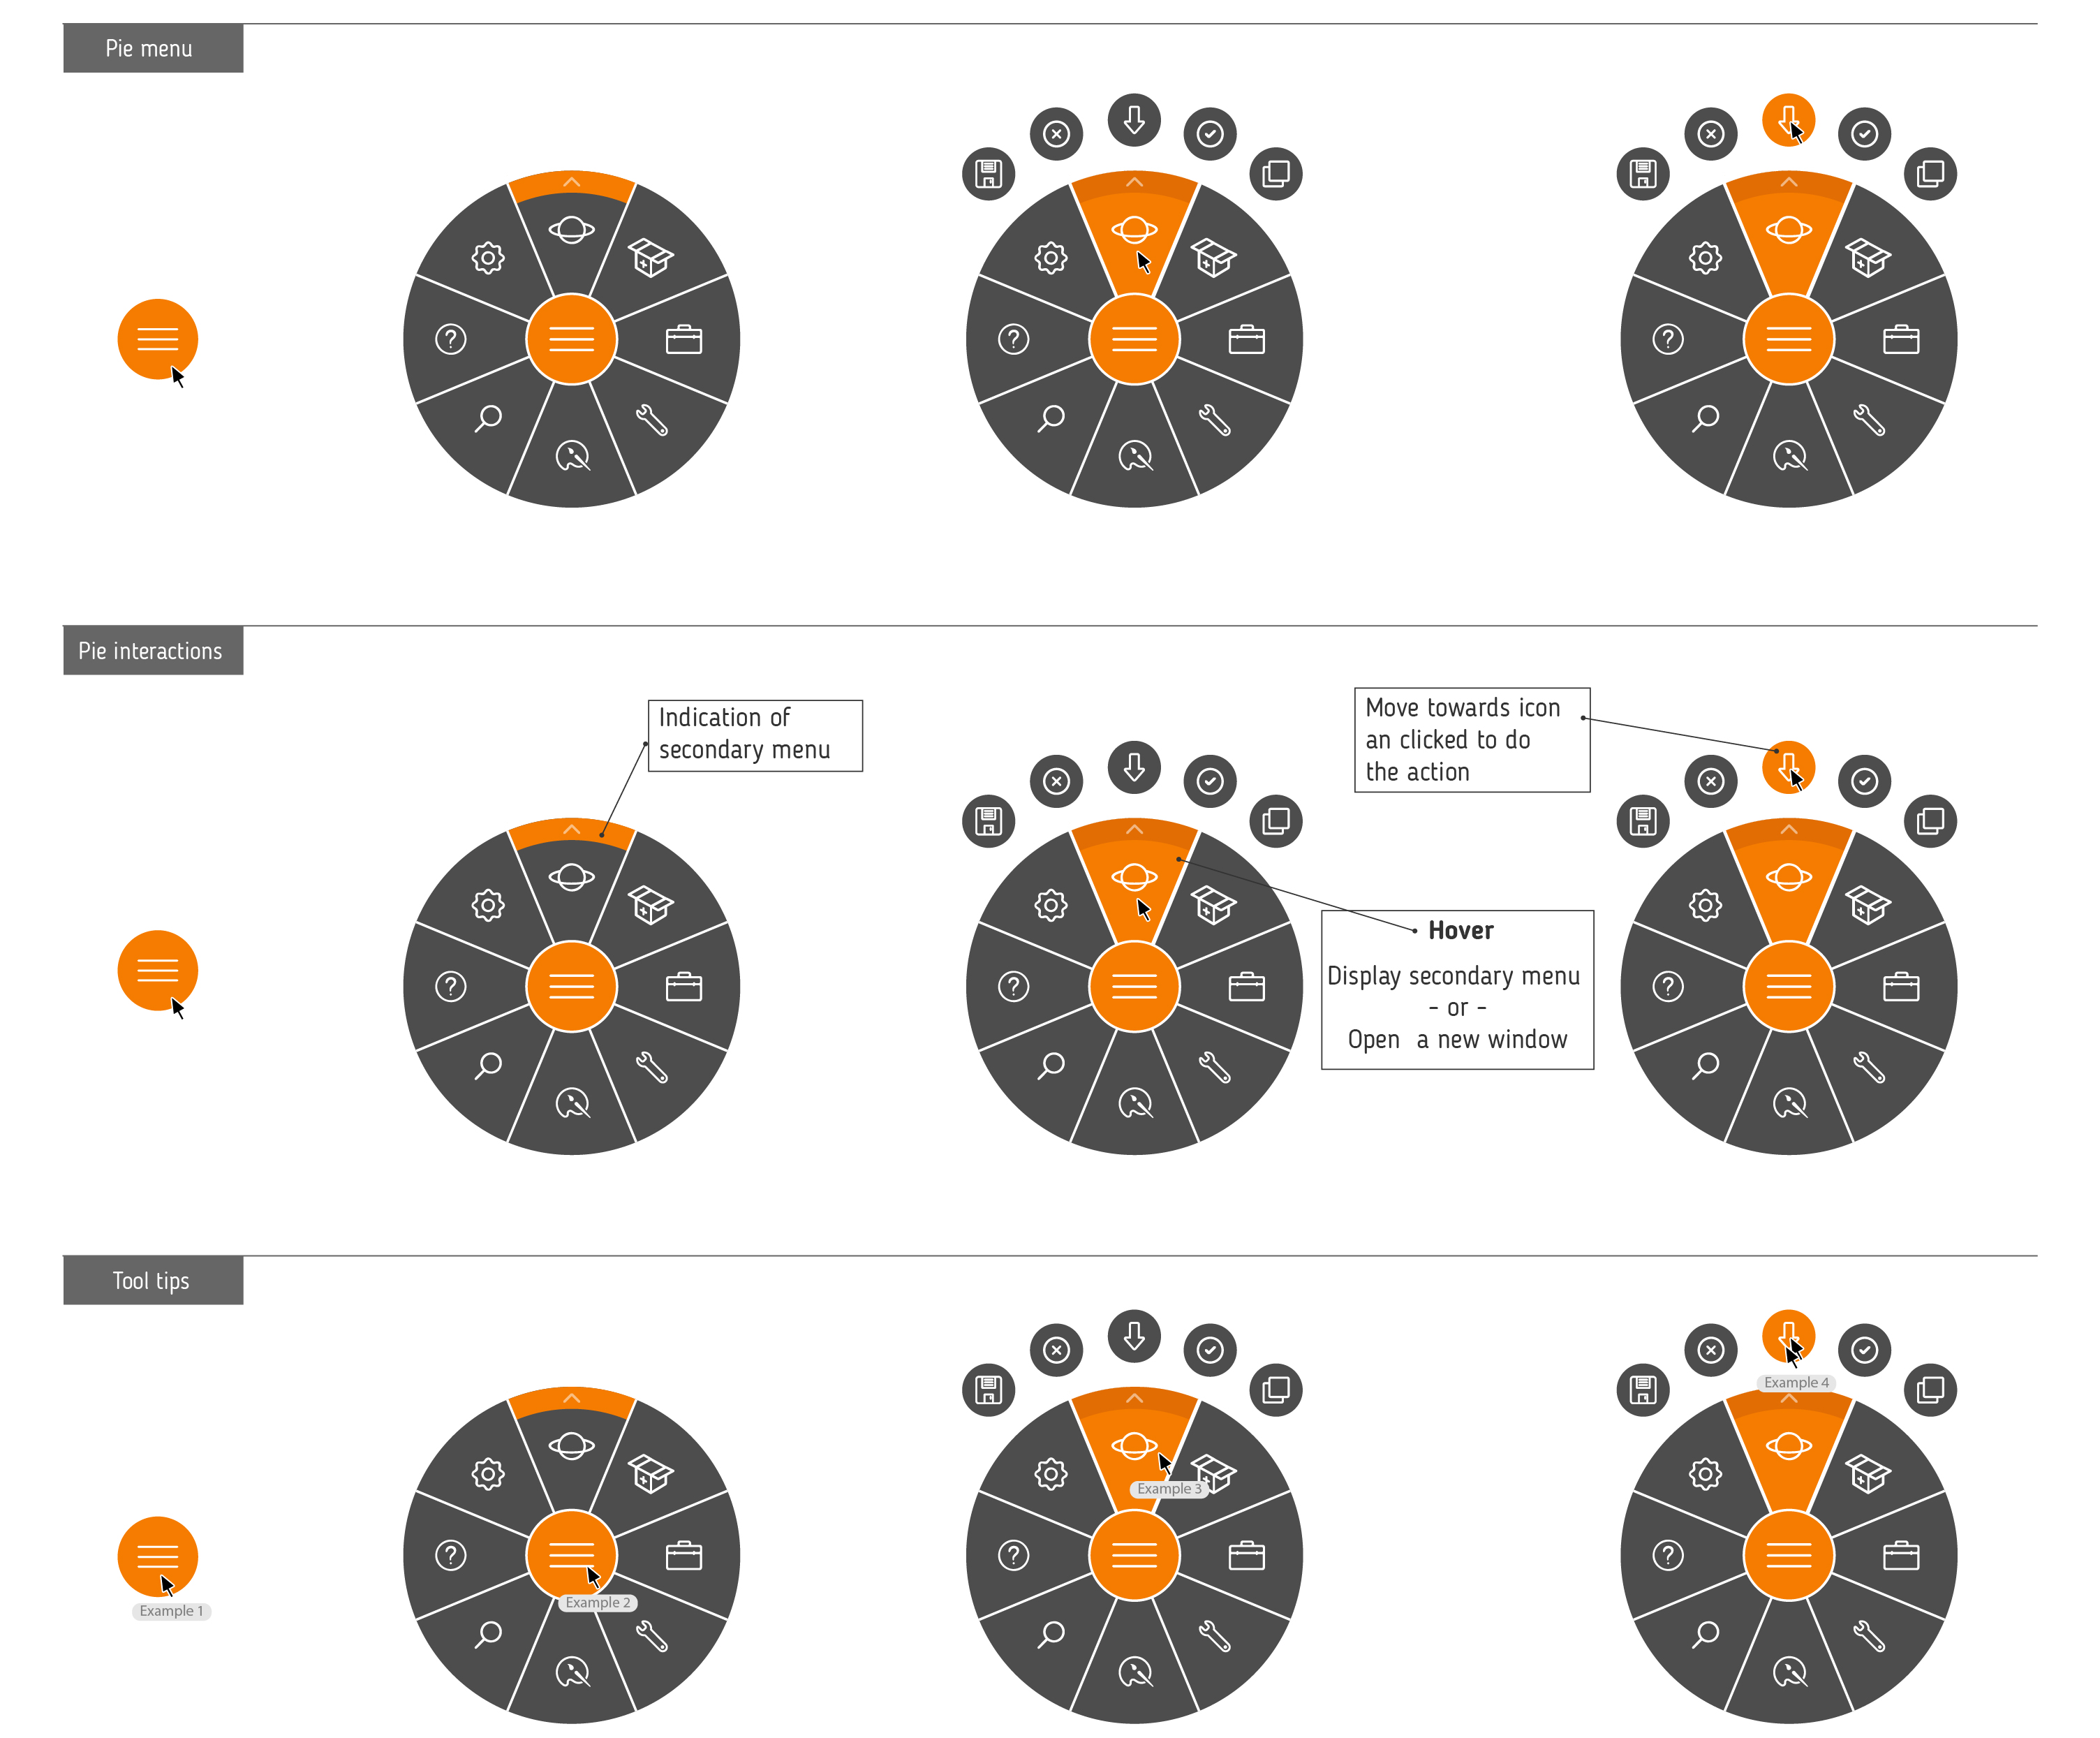 Pie menu
Pie interactions
Indication of
secondary menu
Move towards icon
an clicked to do
the action
Hover
Display secondary menu
- or -
Open a new window
Tool tips
Example 1
Example 2
Example 3
Example 4